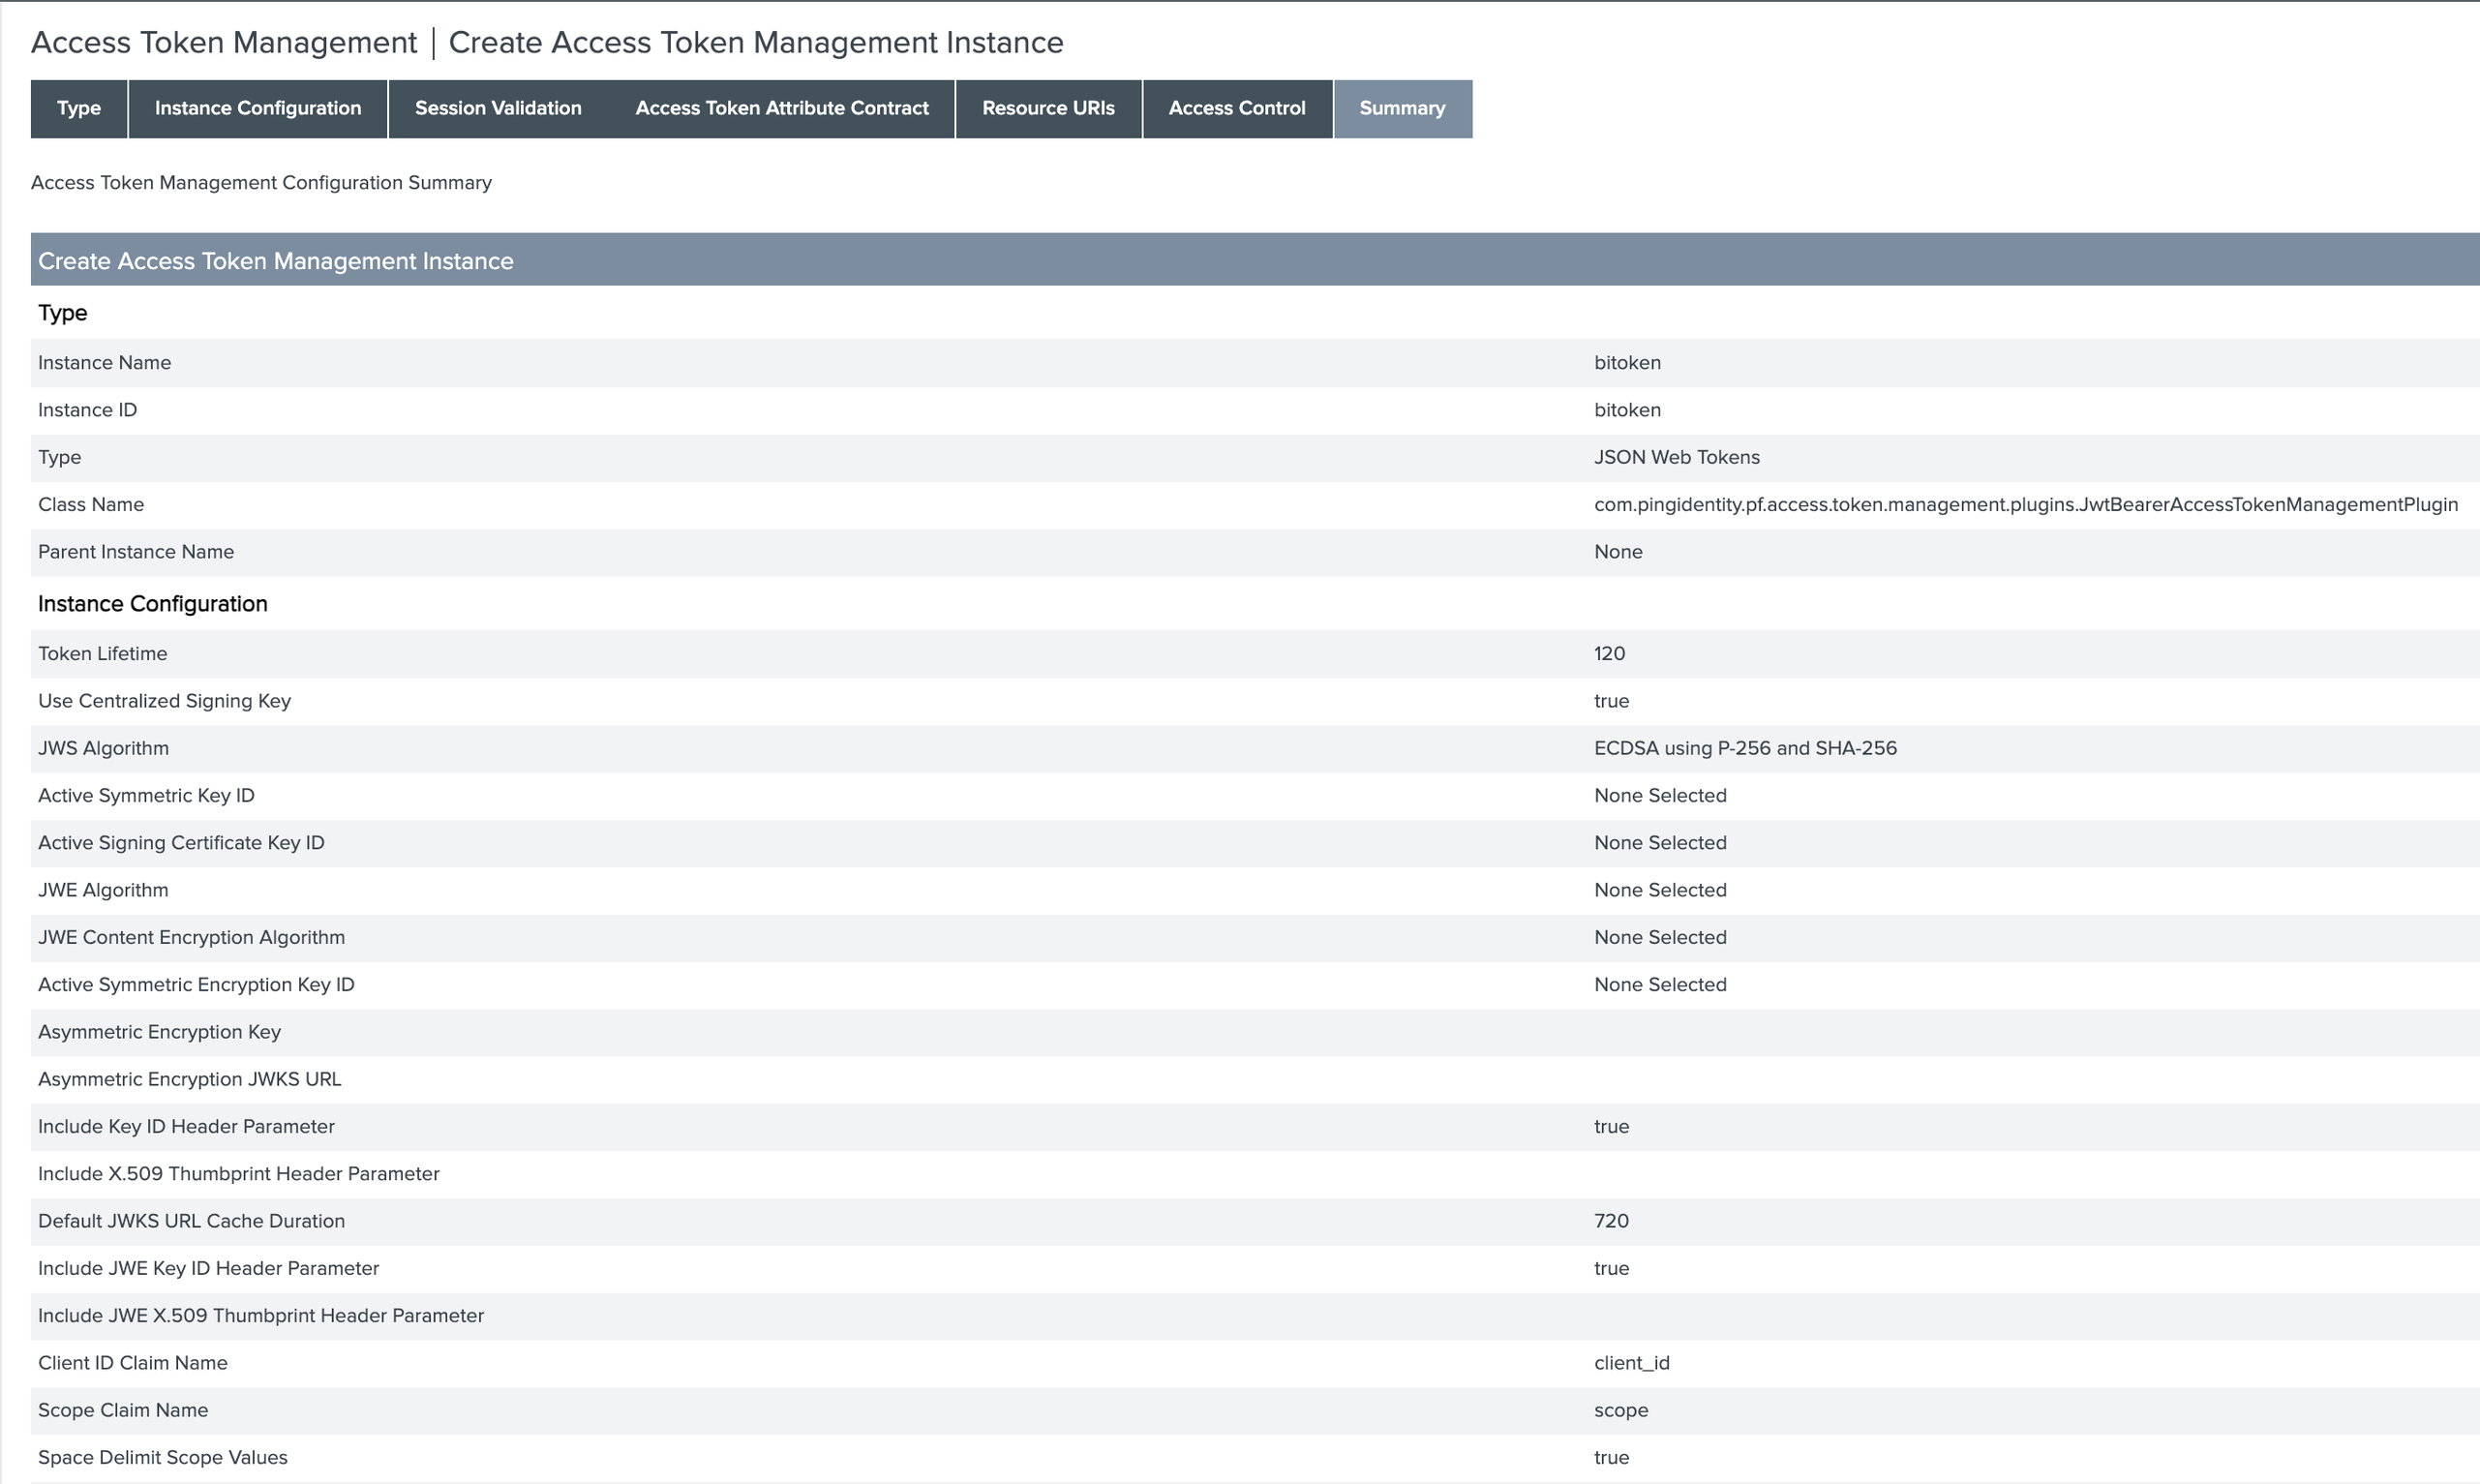 Access Token Management | Create Access Token Management Instance
Type Instance Configuration Session Validation Access Token Attribute Contract Resource URIs Access Control Summary
Access Token Management Configuration Summary
Create Access Token Management Instance
Type
Instance Name bitoken
Instance ID bitoken
Type JSON Web Tokens
Class Name com.pingidentity.pf.access.token.management.plugins.JwtBearerAccessTokenManagementPlugin
Parent Instance Name None
Instance Configuration
Token Lifetime 120
Use Centralized Signing Key true
JWS Algorithm ECDSA using P-256 and SHA-256
Active Symmetric Key ID None Selected
Active Signing Certificate Key ID None Selected
JWE Algorithm None Selected
JWE Content Encryption Algorithm None Selected
Active Symmetric Encryption Key ID None Selected
Asymmetric Encryption Key
Asymmetric Encryption JWKS URL
Include Key ID Header Parameter true
Include X.509 Thumbprint Header Parameter
Default JWKS URL Cache Duration 720
Include JWE Key ID Header Parameter true
Include JWE X.509 Thumbprint Header Parameter
Client ID Claim Name client_id
Scope Claim Name scope
Space Delimit Scope Values true